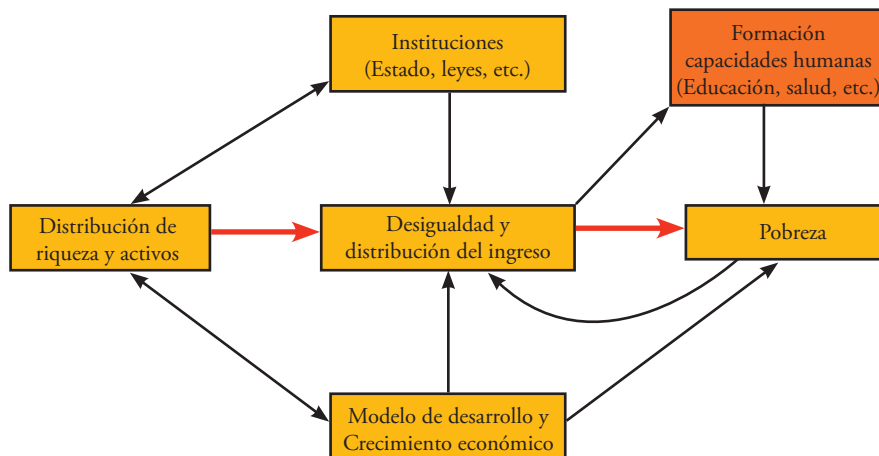 Instituciones
(Estado, leyes, etc.)
Formación
capacidades humanas
(Educación, salud, etc.)
Distribución de
riqueza y activos
Desigualdad y
distribución del ingreso
Pobreza
Modelo de desarrollo y
Crecimiento económico